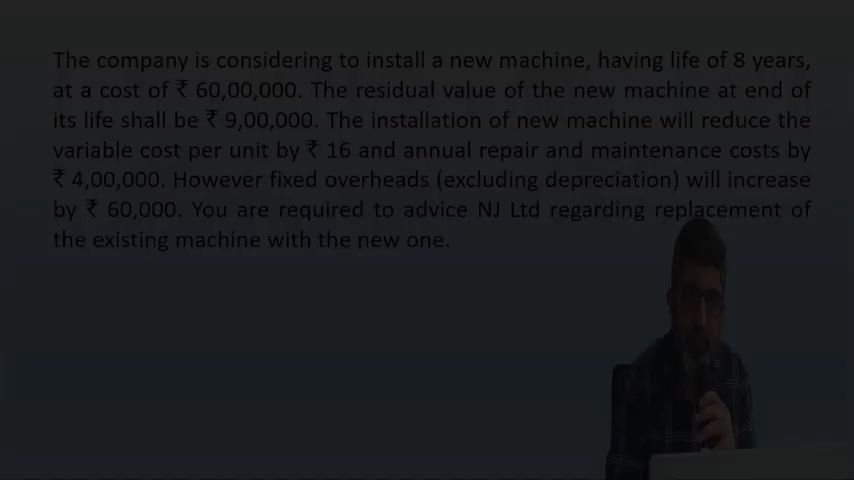 The company is considering to install a new machine, having life of 8 years,
at a cost of ₹ 60,00,000. The residual value of the new machine at end of
its life shall be ₹ 9,00,000. The installation of new machine will reduce the
variable cost per unit by ₹ 16 and annual repair and maintenance costs by
₹ 4,00,000. However fixed overheads (excluding depreciation) will increase
by ₹ 60,000. You are required to advice NJ Ltd regarding replacement of
the existing machine with the new one.